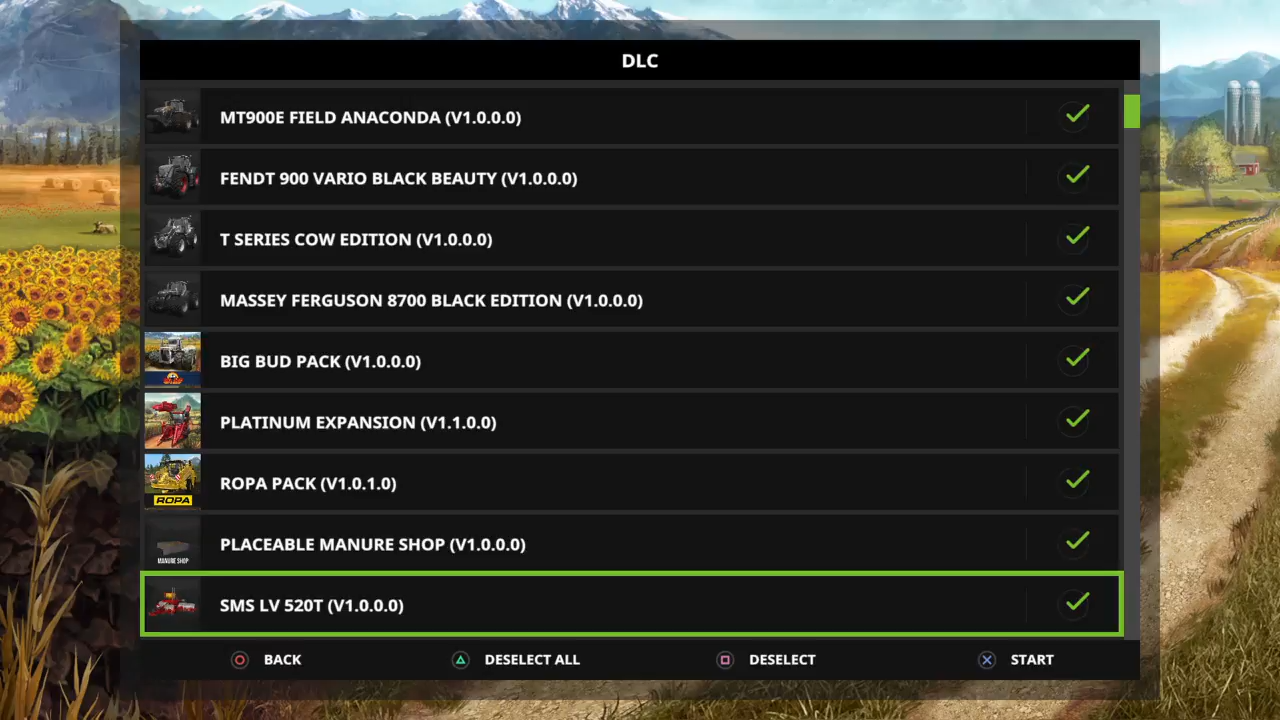 DLC
MT900E FIELD ANACONDA (V1.0.0.0)
FENDT 900 VARIO BLACK BEAUTY (V1.0.0.0)
T SERIES COW EDITION (V1.0.0.0)
MASSEY FERGUSON 8700 BLACK EDITION (V1.0.0.0)
BIG BUD PACK (V1.0.0.0)
PLATINUM EXPANSION (V1.1.0.0)
ROPA
ROPA PACK (V1.0.1.0)
MANURE SHOP
PLACEABLE MANURE SHOP (V1.0.0.0)
SMS LV 520T (V1.0.0.0)
BACK
DESELECT ALL
DESELECT
START